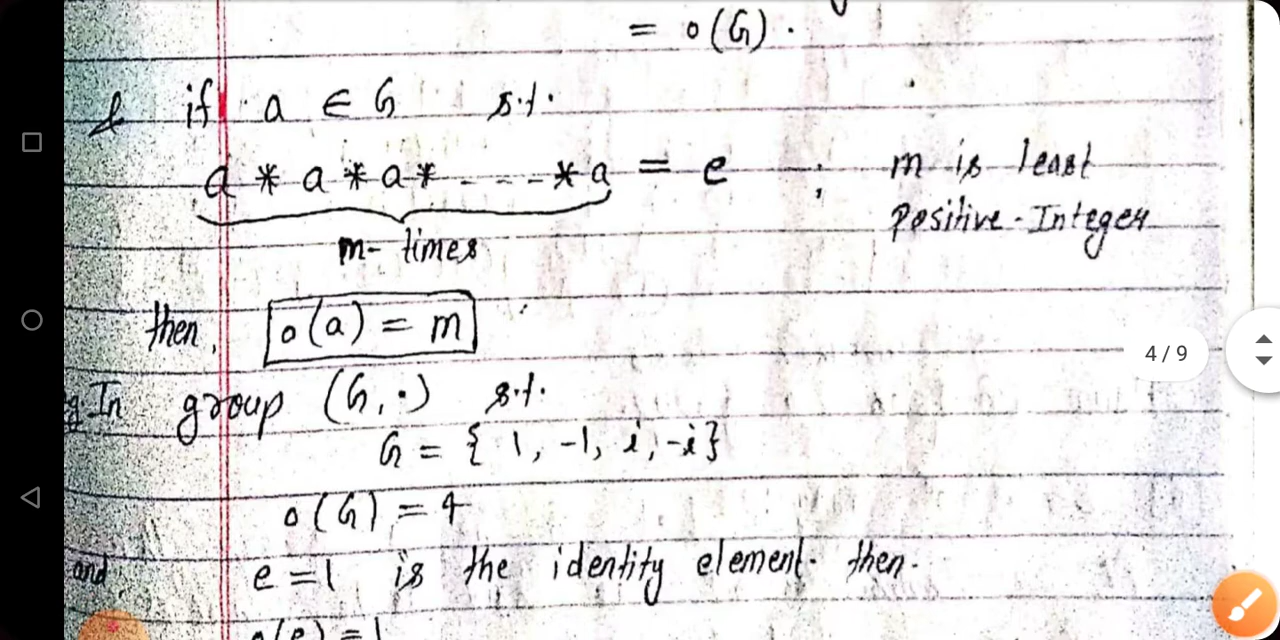 = o(G).
& if a ∈ G s.t.
a * a * a * - - - - * a = e ; m is least
m- times positive-Integer
then, o(a) = m
In group (G, ·) s.t.
G = { 1, -1, i, -i}
o(G) = 4
and e = 1 is the identity element. then.
o(e) = 1
4 / 9